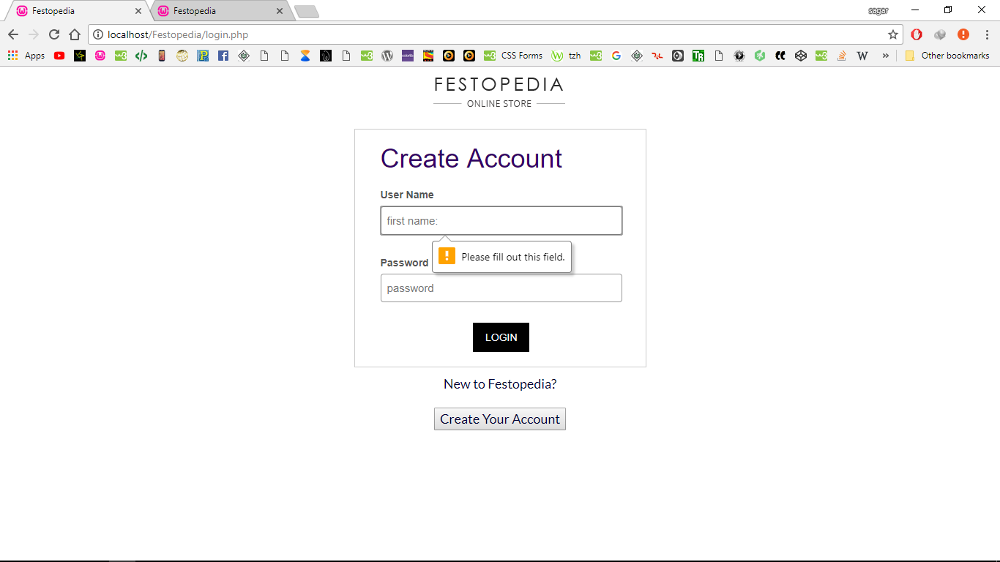 Festopedia
Festopedia
sagar
localhost/Festopedia/login.php
Apps
CSS Forms
tzh
Other bookmarks
FESTOPEDIA
ONLINE STORE
Create Account
User Name
first name:
Please fill out this field.
Password
password
LOGIN
New to Festopedia?
Create Your Account